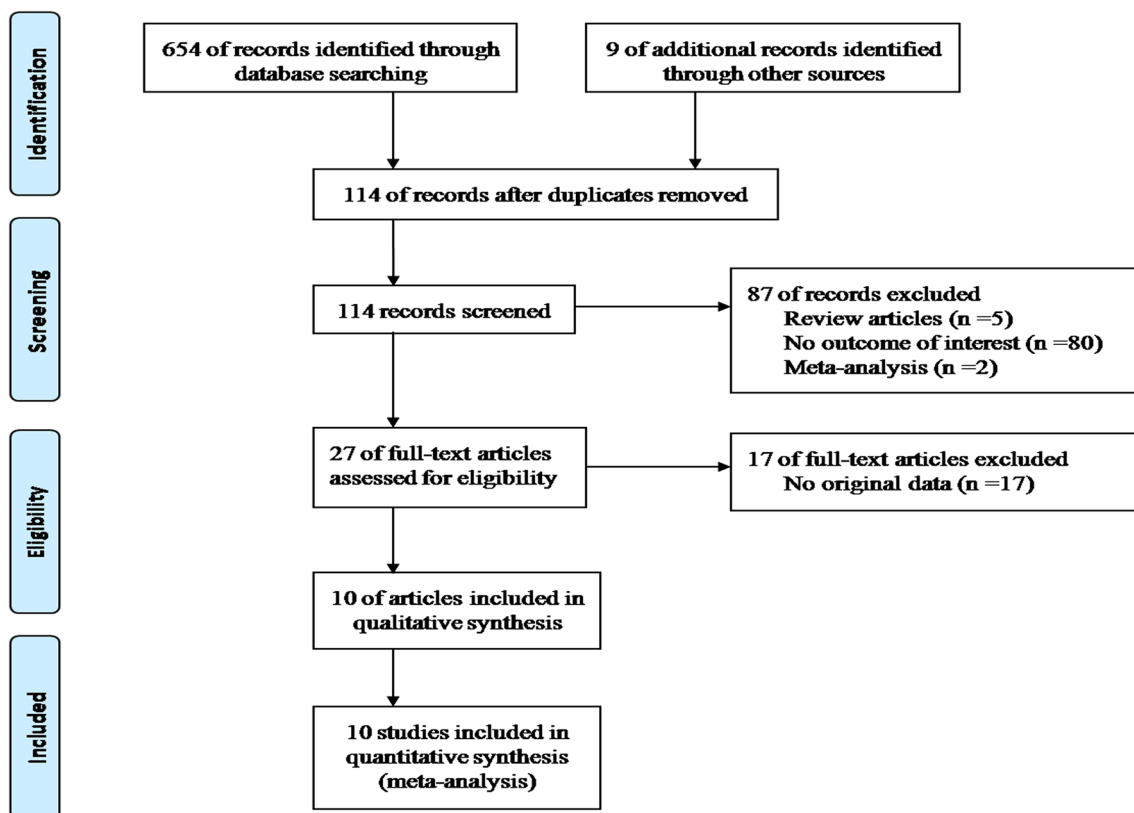 Identification
654 of records identified through
database searching
9 of additional records identified
through other sources
114 of records after duplicates removed
Screening
114 records screened
87 of records excluded
Review articles (n =5)
No outcome of interest (n =80)
Meta-analysis (n =2)
Eligibility
27 of full-text articles
assessed for eligibility
17 of full-text articles excluded
No original data (n =17)
10 of articles included in
qualitative synthesis
Included
10 studies included in
quantitative synthesis
(meta-analysis)